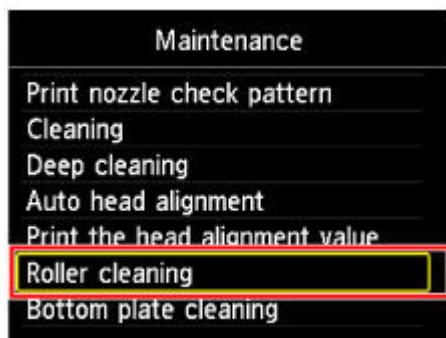 Maintenance
Print nozzle check pattern
Cleaning
Deep cleaning
Auto head alignment
Print the head alignment value
Roller cleaning
Bottom plate cleaning